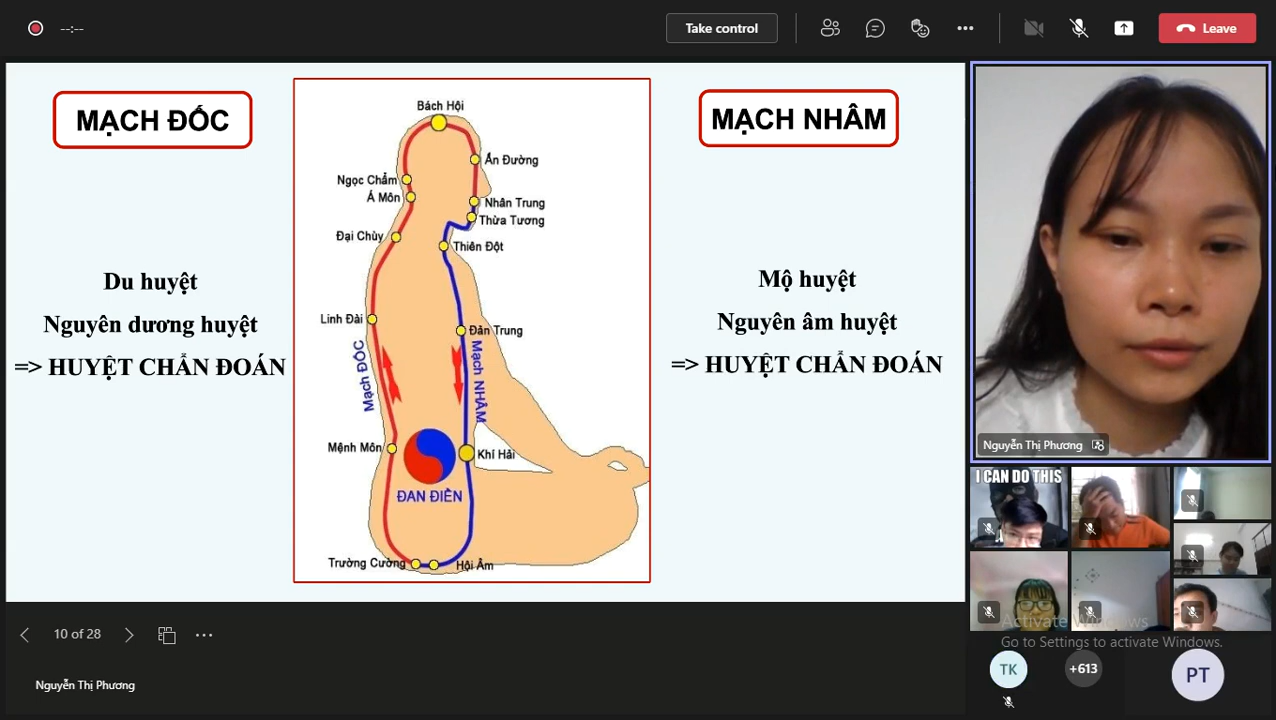 --:--
Take control
Leave
MẠCH ĐỐC
MẠCH NHÂM
Bách Hội
Ấn Đường
Ngọc Chẩm
Á Môn
Nhân Trung
Thừa Tương
Đại Chùy
Thiên Đột
Du huyệt
Nguyên dương huyệt
=> HUYỆT CHẨN ĐOÁN
Mộ huyệt
Nguyên âm huyệt
=> HUYỆT CHẨN ĐOÁN
Linh Đài
Đản Trung
Mạch ĐỐC
Mạch NHÂM
Mệnh Môn
Khí Hải
ĐAN ĐIỀN
Trường Cường
Hội Âm
Nguyễn Thị Phương
I CAN DO THIS
Activate Windows
Go to Settings to activate Windows.
10 of 28
TK
+613
PT
Nguyễn Thị Phương